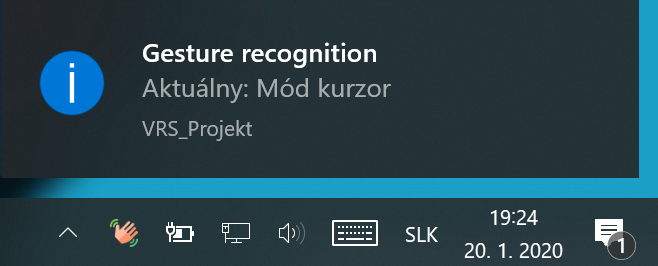 Gesture recognition
Aktuálny: Mód kurzor
VRS_Projekt
SLK
19:24
20. 1. 2020
1